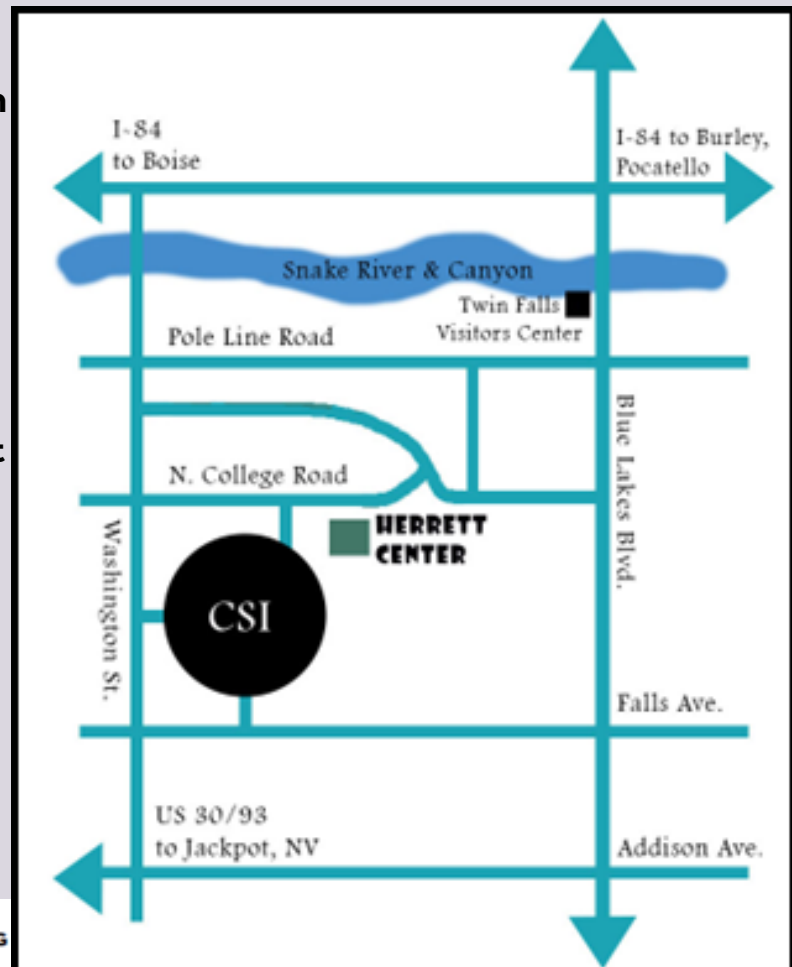 I-84
to Boise
I-84 to Burley,
Pocatello
Snake River & Canyon
Twin Falls
Visitors Center
Pole Line Road
Blue Lakes Blvd.
N. College Road
HERRETT
CENTER
Washington St.
CSI
Falls Ave.
US 30/93
to Jackpot, NV
Addison Ave.